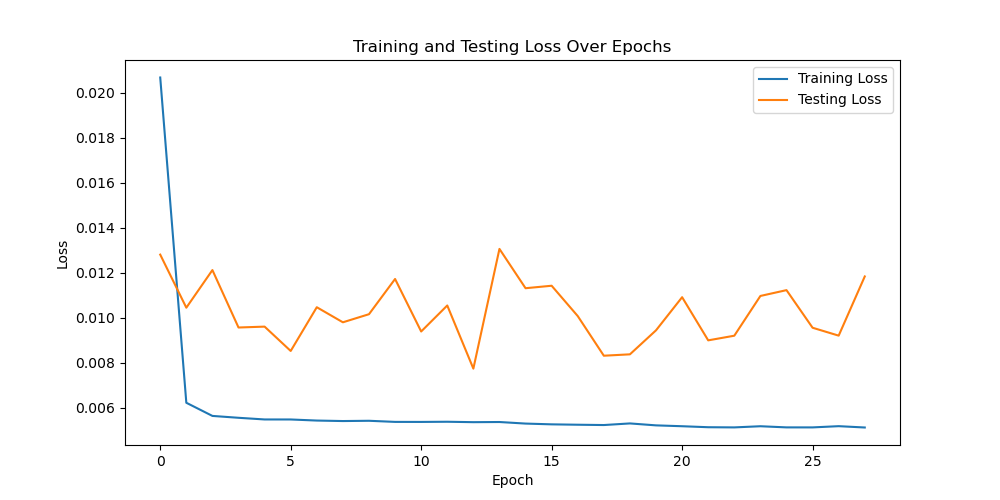 Training and Testing Loss Over Epochs
Training Loss
Testing Loss
0.020
0.018
0.016
0.014
0.012
0.010
0.008
0.006
Loss
0
5
10
15
20
25
Epoch